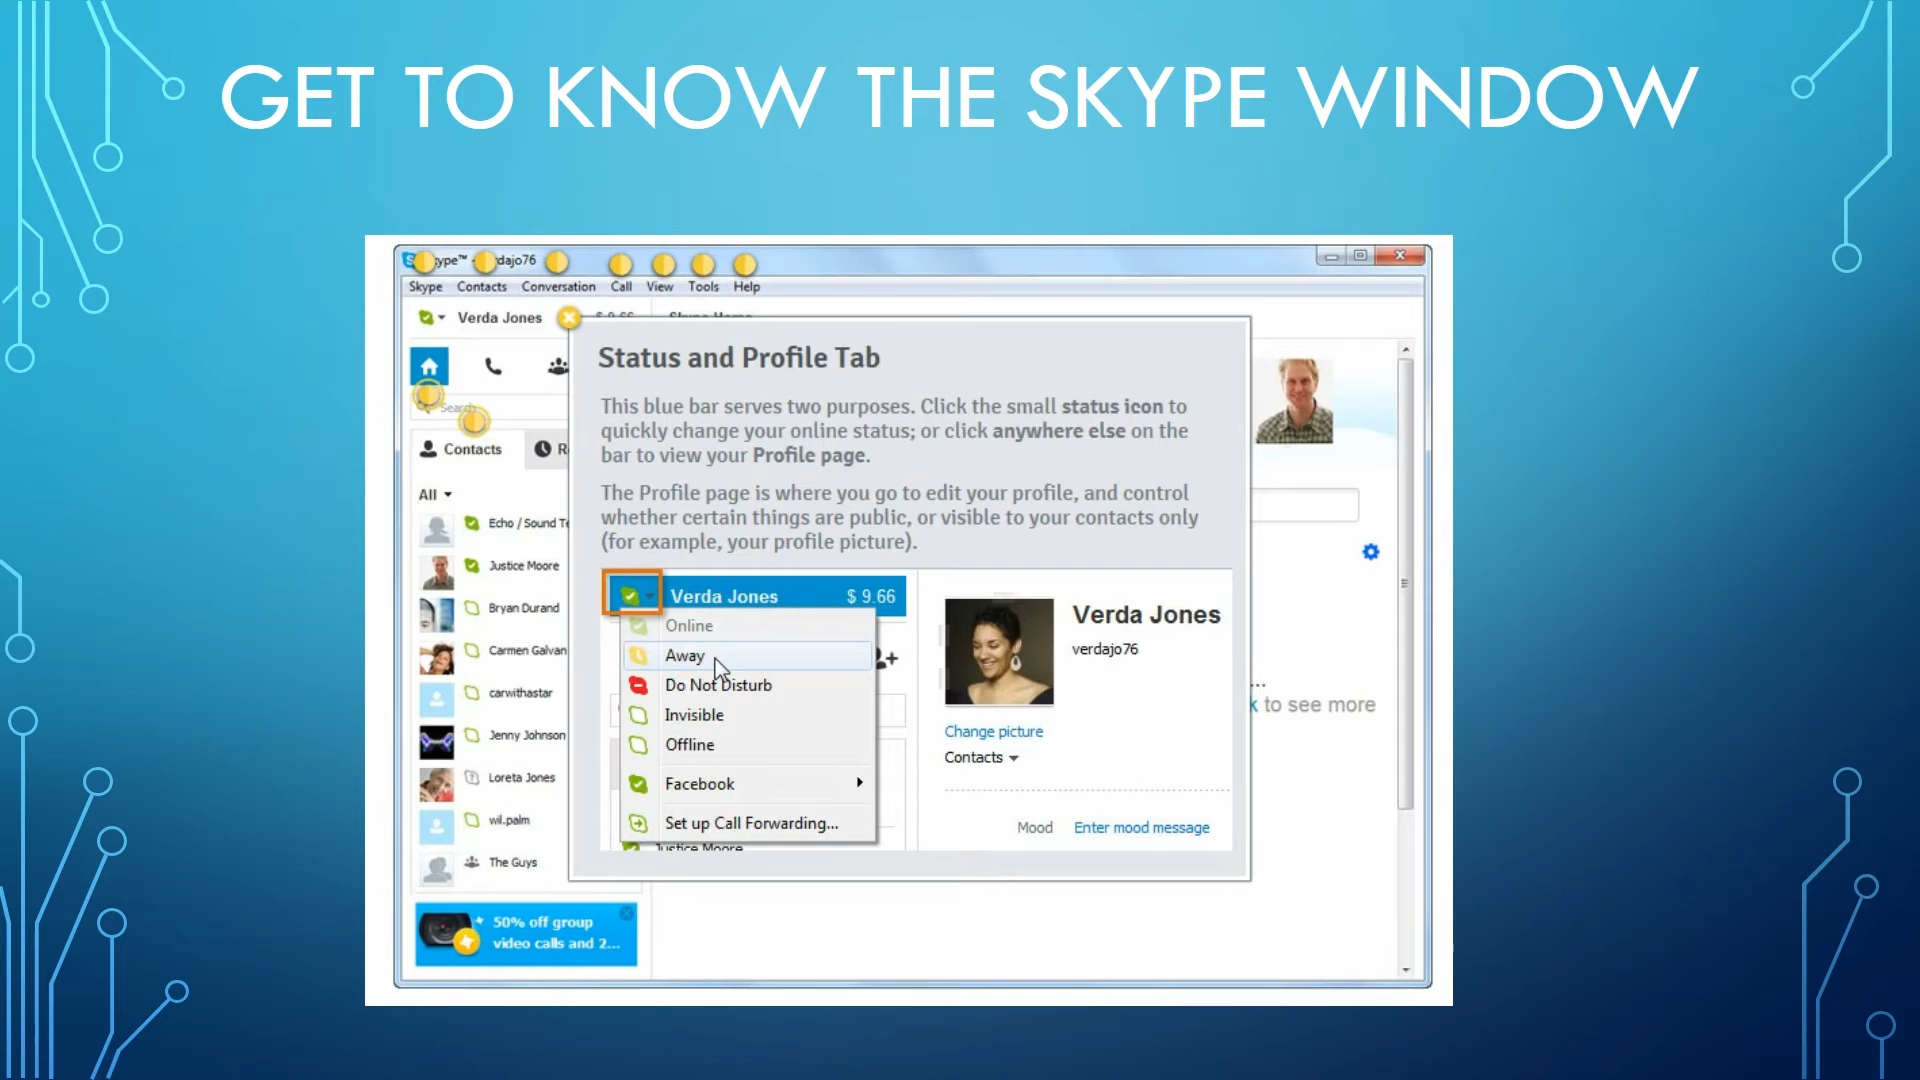 GET TO KNOW THE SKYPE WINDOW
Skype Contacts Conversation Call View Tools Help
Verda Jones
Status and Profile Tab
This blue bar serves two purposes. Click the small status icon to
quickly change your online status; or click anywhere else on the
bar to view your Profile page.
The Profile page is where you go to edit your profile, and control
whether certain things are public, or visible to your contacts only
(for example, your profile picture).
Verda Jones $ 9.66
Online
Away
Do Not Disturb
Invisible
Offline
Facebook
Set up Call Forwarding...
Justice Moore
Verda Jones
verdajo76
Change picture
Contacts
Mood Enter mood message
Search
Contacts
All
Echo / Sound Te
Justice Moore
Bryan Durand
Carmen Galvan
carwithastar
Jenny Johnson
Loreta Jones
wil.palm
The Guys
50% off group
video calls and 2...
to see more